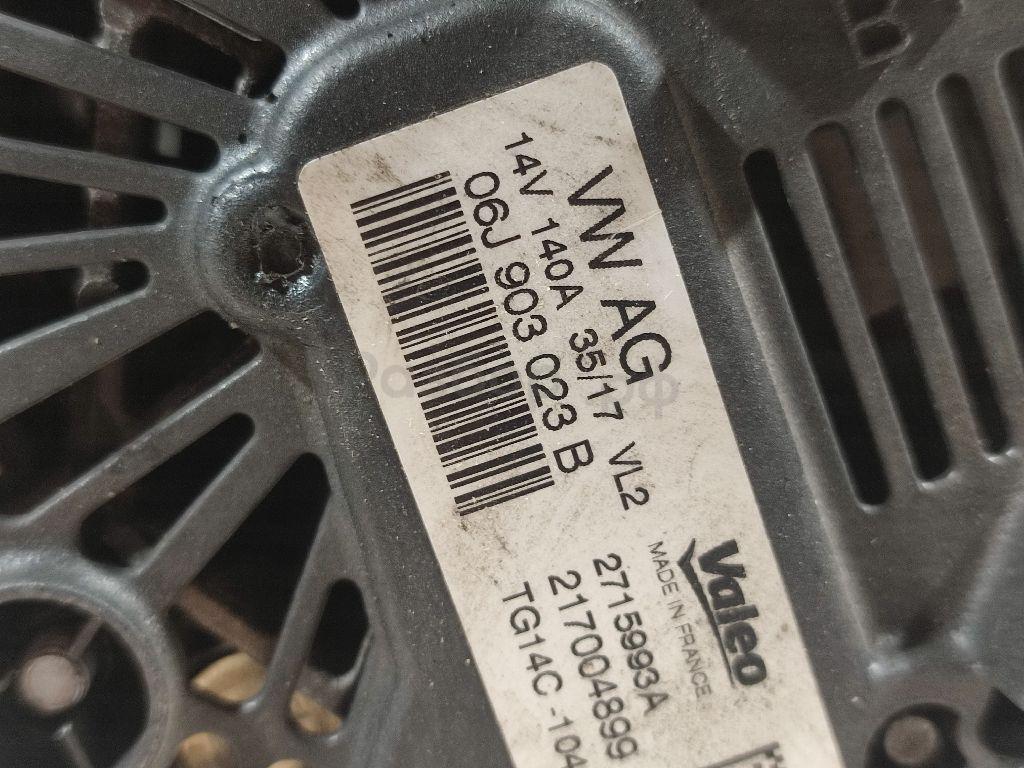 VW AG
14V 140A 35/17 VL2
06J 903 023 B
Valeo
MADE IN FRANCE
2715993A
217004899
TG14C-104